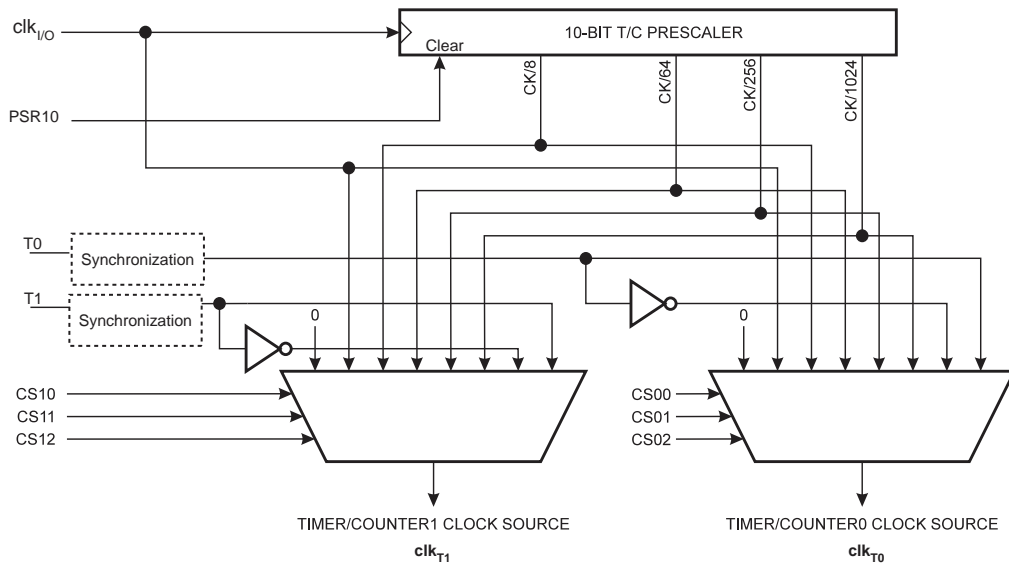 clkI/O
10-BIT T/C PRESCALER
Clear
CK/8
CK/64
CK/256
CK/1024
PSR10
T0
Synchronization
T1
Synchronization
0
0
CS10
CS11
CS12
CS00
CS01
CS02
TIMER/COUNTER1 CLOCK SOURCE
clkT1
TIMER/COUNTER0 CLOCK SOURCE
clkT0